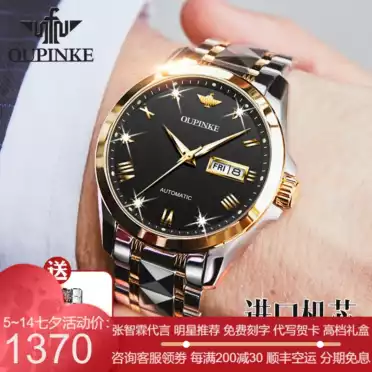 OUPINKE
OUPINKE
FRI 8
AUTOMATIC
送
进口机芯
5~14七夕活动价:
1370
张智霖代言 明星推荐 免费刻字 代写贺卡 高档礼盒
咨询客服领券 每满200减30 顺丰空运 分期免息